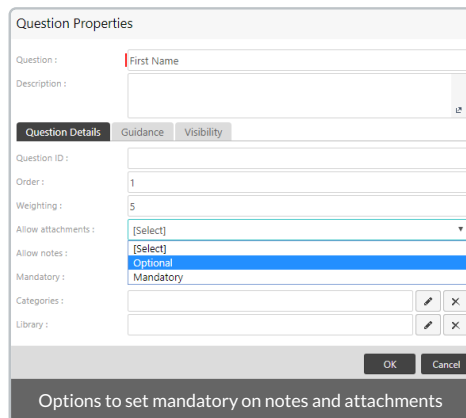 Question Properties
Question : First Name
Description :
Question Details Guidance Visibility
Question ID :
Order : 1
Weighting : 5
Allow attachments : [Select]
Allow notes : [Select]
Optional
Mandatory : Mandatory
Categories :
Library :
OK Cancel
Options to set mandatory on notes and attachments